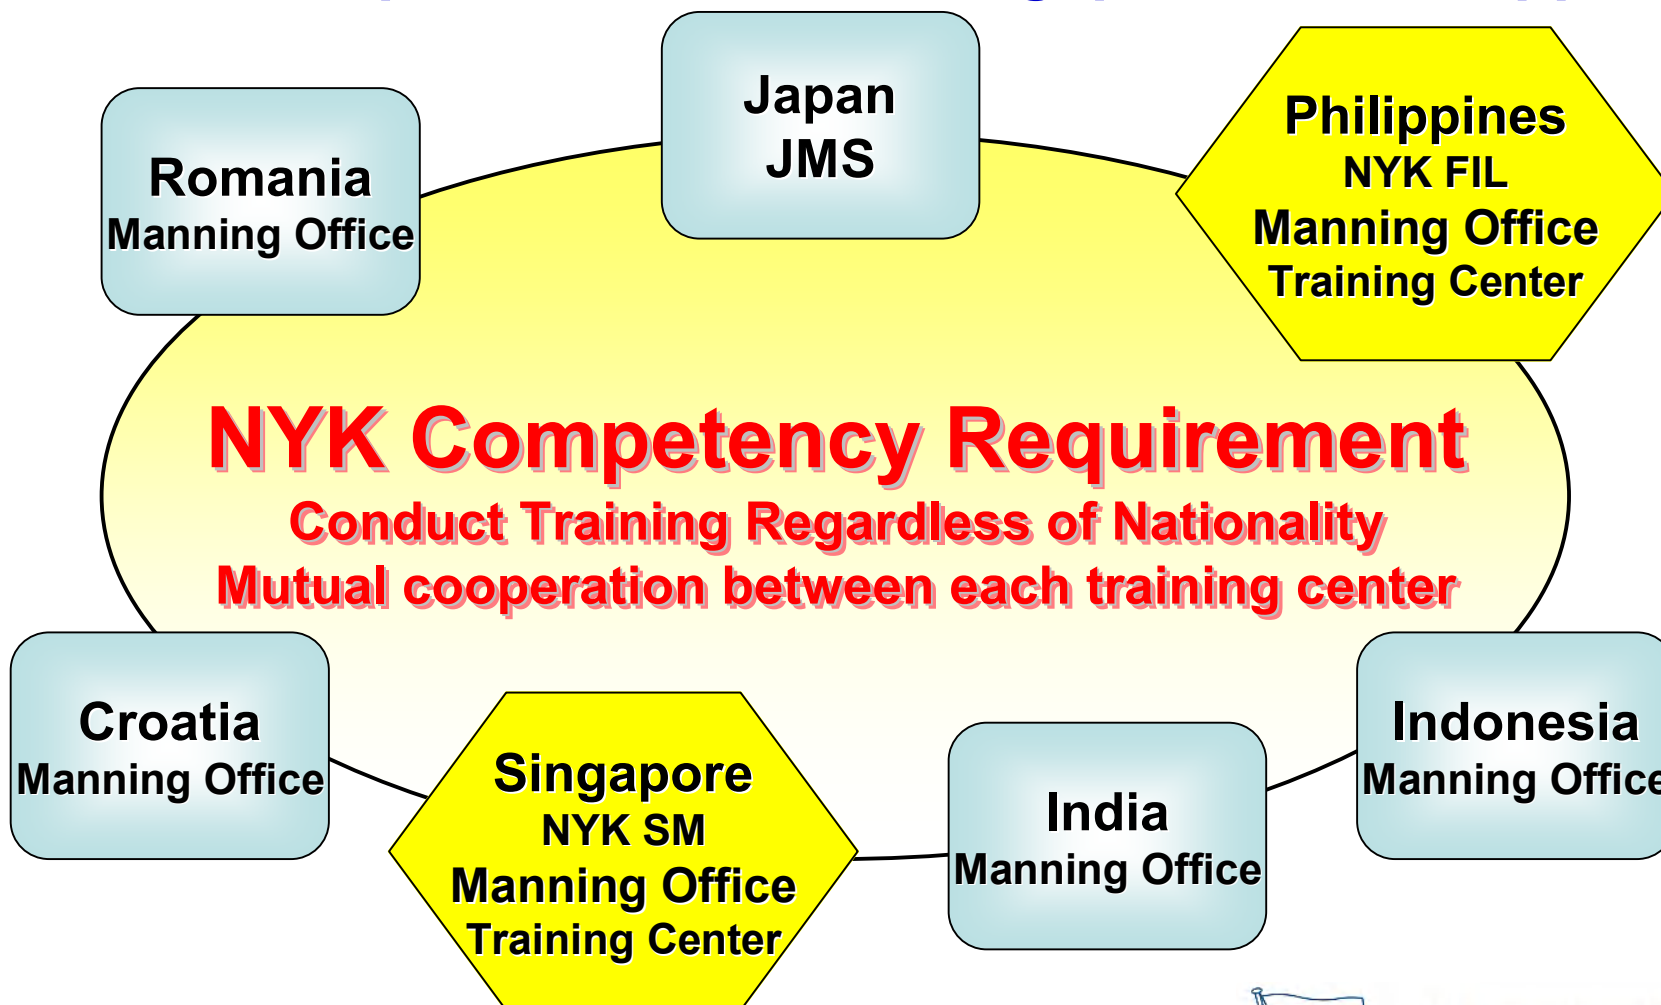 Japan
JMS
Philippines
NYK FIL
Manning Office
Training Center
Romania
Manning Office
NYK Competency Requirement
Conduct Training Regardless of Nationality
Mutual cooperation between each training center
Croatia
Manning Office
Singapore
NYK SM
Manning Office
Training Center
India
Manning Office
Indonesia
Manning Office